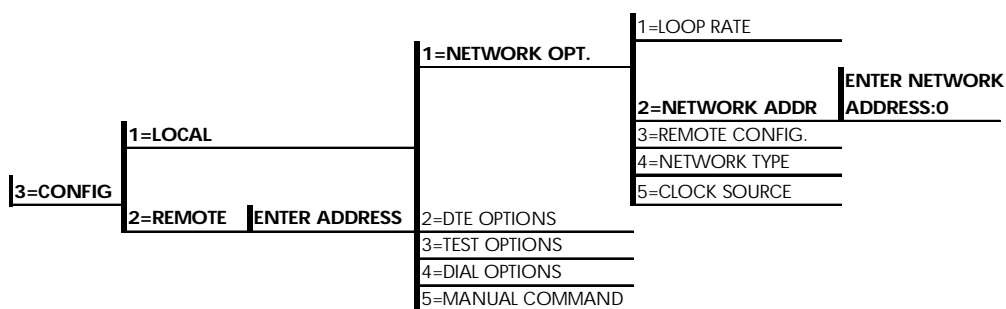 1=LOOP RATE
1=NETWORK OPT.
ENTER NETWORK
2=NETWORK ADDR
ADDRESS:0
1=LOCAL
3=REMOTE CONFIG.
4=NETWORK TYPE
3=CONFIG
5=CLOCK SOURCE
2=REMOTE
ENTER ADDRESS
2=DTE OPTIONS
3=TEST OPTIONS
4=DIAL OPTIONS
5=MANUAL COMMAND